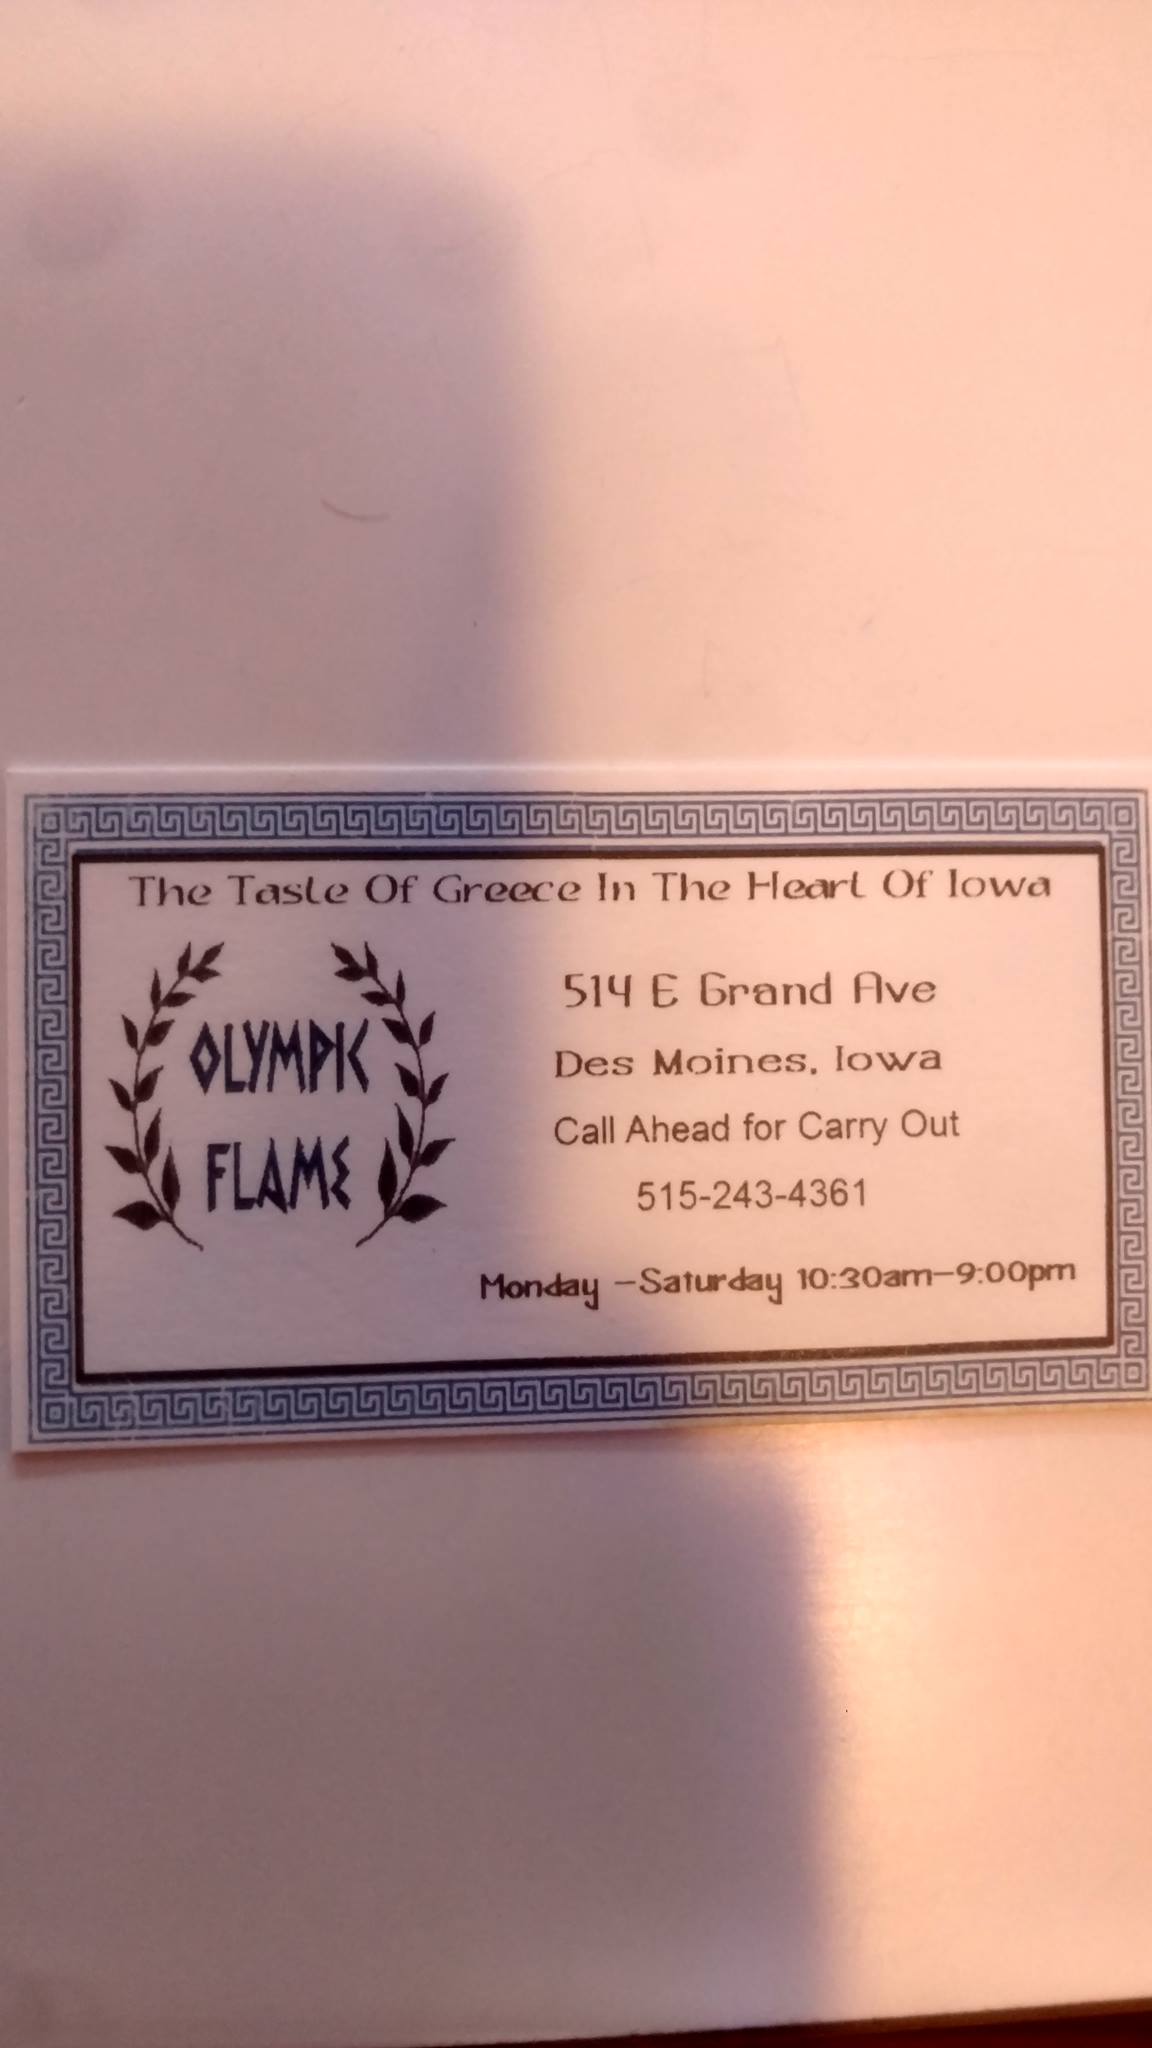 The Taste Of Greece In The Heart Of Iowa
OLYMPIC
FLAME
514 E Grand Ave
Des Moines, Iowa
Call Ahead for Carry Out
515-243-4361
Monday -Saturday 10:30am-9:00pm